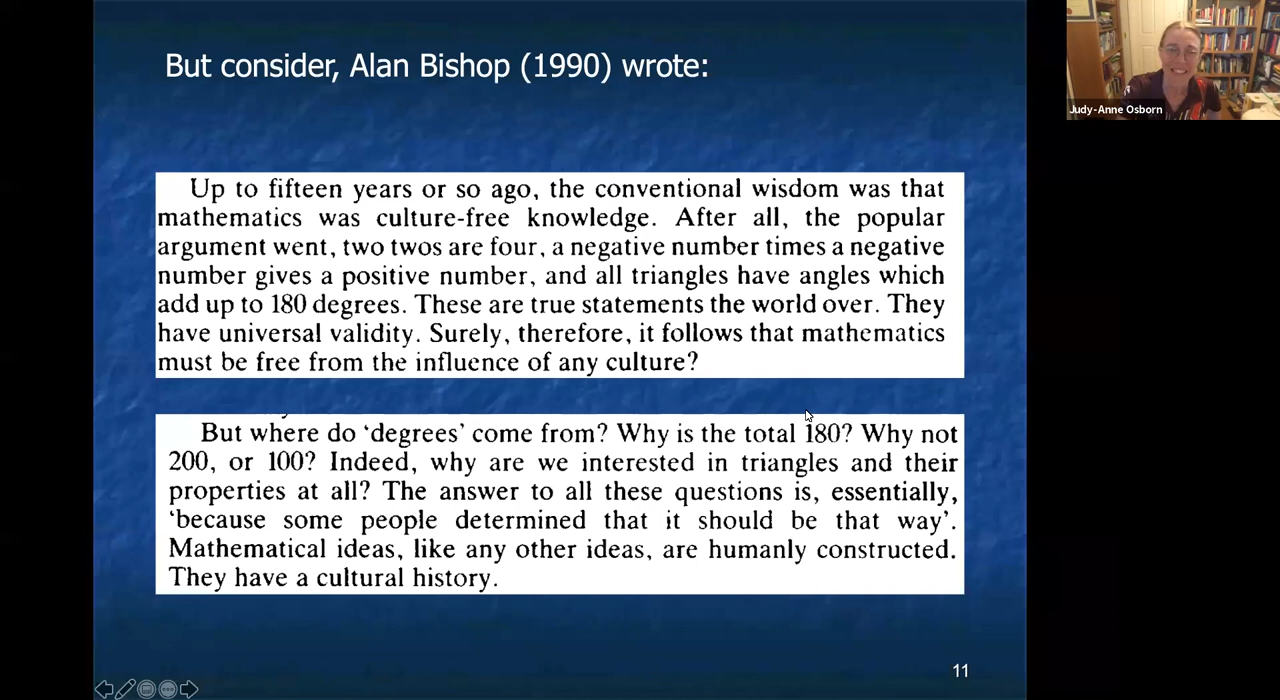 But consider, Alan Bishop (1990) wrote:
Judy-Anne Osborn
Up to fifteen years or so ago, the conventional wisdom was that
mathematics was culture-free knowledge. After all, the popular
argument went, two twos are four, a negative number times a negative
number gives a positive number, and all triangles have angles which
add up to 180 degrees. These are true statements the world over. They
have universal validity. Surely, therefore, it follows that mathematics
must be free from the influence of any culture?
But where do ‘degrees’ come from? Why is the total 180? Why not
200, or 100? Indeed, why are we interested in triangles and their
properties at all? The answer to all these questions is, essentially,
‘because some people determined that it should be that way’.
Mathematical ideas, like any other ideas, are humanly constructed.
They have a cultural history.
11